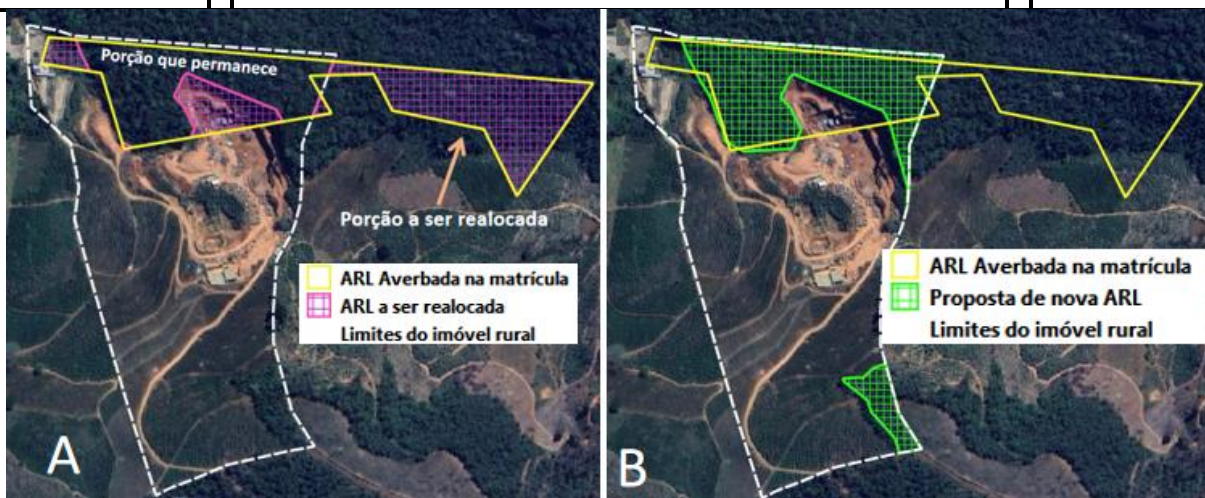 Porção que permanece
Porção a ser realocada
ARL Averbada na matrícula
ARL a ser realocada
Limites do imóvel rural
A
ARL Averbada na matrícula
Proposta de nova ARL
Limites do imóvel rural
B